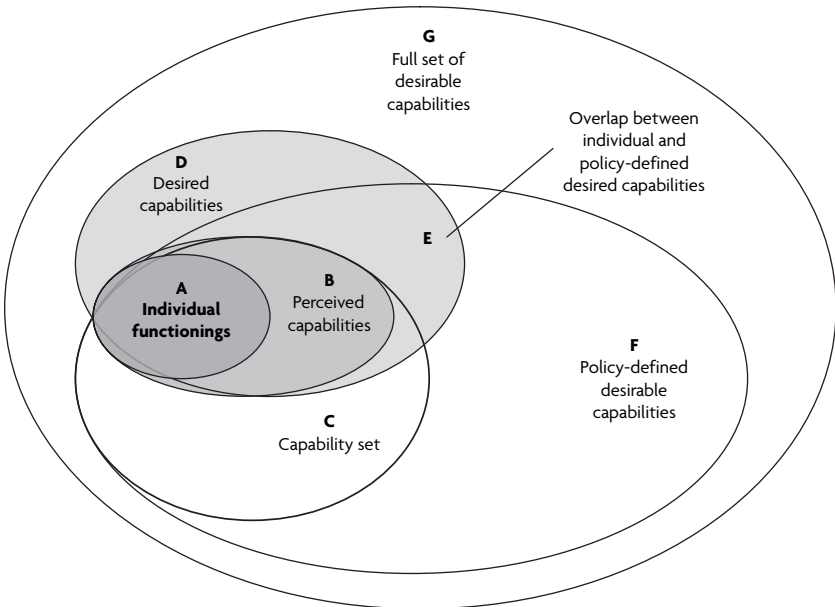 G
Full set of
desirable
capabilities
Overlap between
individual and
policy-defined
desired capabilities
D
Desired
capabilities
E
A
Individual
functionings
B
Perceived
capabilities
F
Policy-defined
desirable
capabilities
C
Capability set